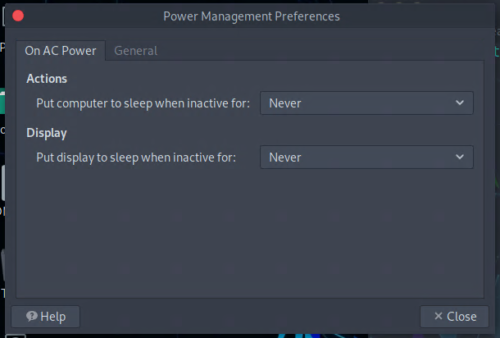 Power Management Preferences
On AC Power
General
Actions
Put computer to sleep when inactive for:
Never
Display
Put display to sleep when inactive for:
Never
Help
Close